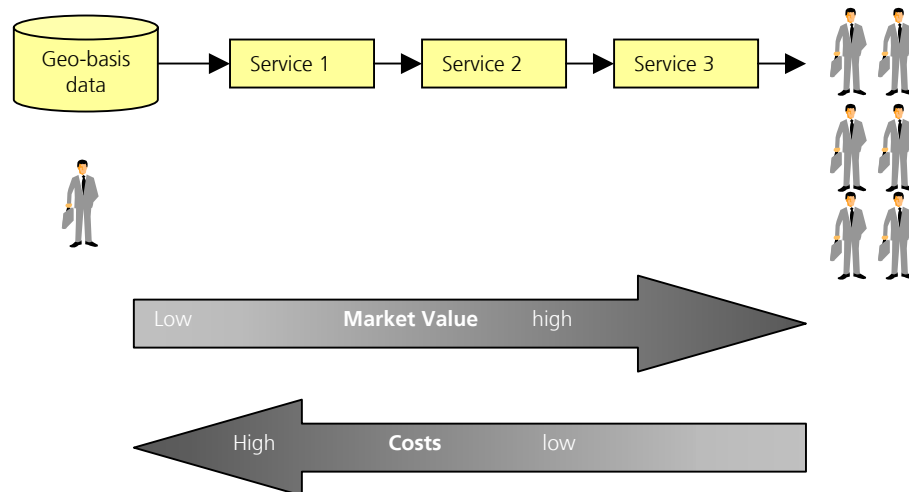 Geo-basis
data
Service 1
Service 2
Service 3
Low Market Value high
High Costs low